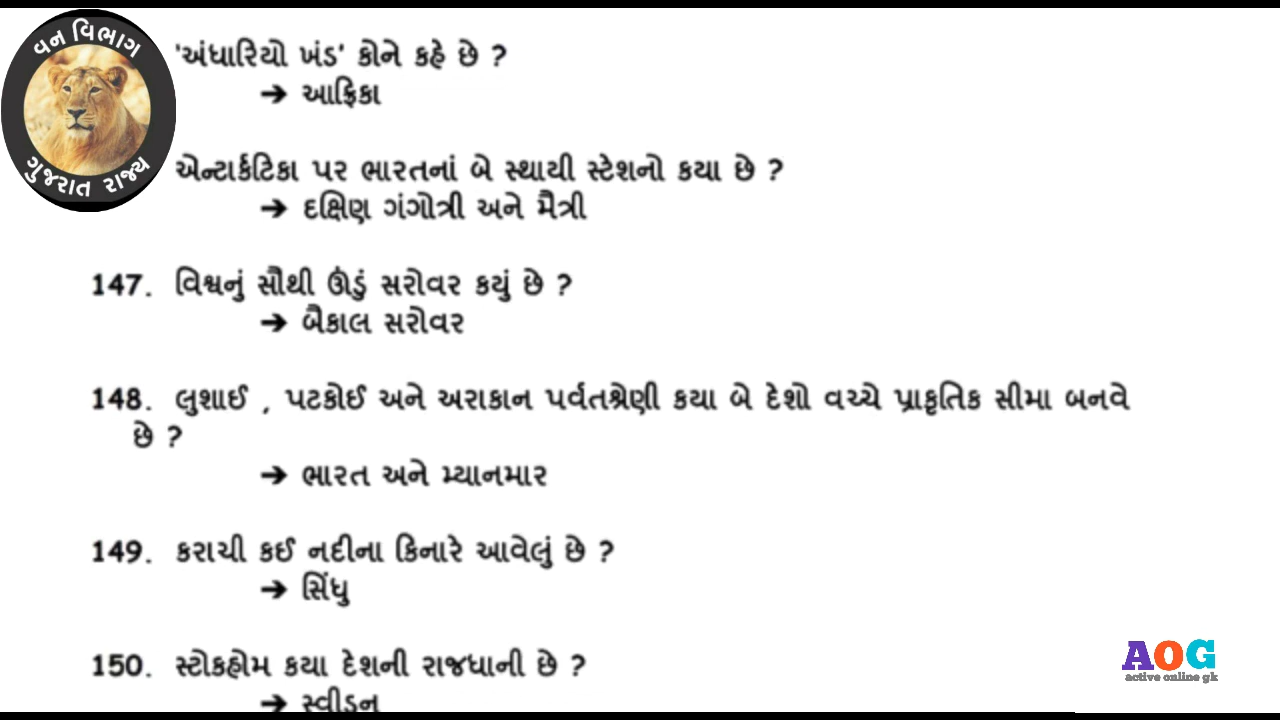 વન વિભાગ
ગુજરાત રાજ્ય
'અંધારિયો ખંડ' કોને કહે છે ?
➔ આફ્રિકા
એન્ટાર્કટિકા પર ભારતનાં બે સ્થાયી સ્ટેશનો કયા છે ?
➔ દક્ષિણ ગંગોત્રી અને મૈત્રી
147. વિશ્વનું સૌથી ઊંડું સરોવર કયું છે ?
➔ બૈકાલ સરોવર
148. લુશાઈ , પટકોઈ અને અરાકાન પર્વતશ્રેણી કયા બે દેશો વચ્ચે પ્રાકૃતિક સીમા બનવે
છે ?
➔ ભારત અને મ્યાનમાર
149. કરાચી કઈ નદીના કિનારે આવેલું છે ?
➔ સિંધુ
150. સ્ટોકહોમ કયા દેશની રાજધાની છે ?
➔ સ્વીડન
AOG
active online gk